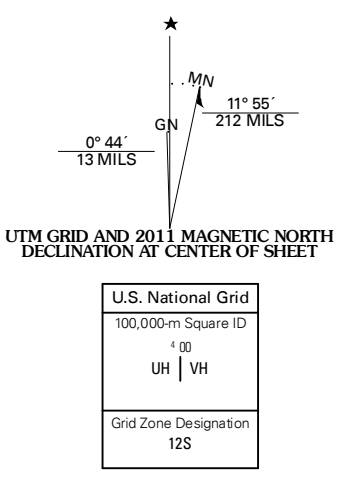 ★
MN
11° 55´
212 MILS
GN
0° 44´
13 MILS
UTM GRID AND 2011 MAGNETIC NORTH
DECLINATION AT CENTER OF SHEET
U.S. National Grid
100,000-m Square ID
4 00
UH | VH
Grid Zone Designation
12S